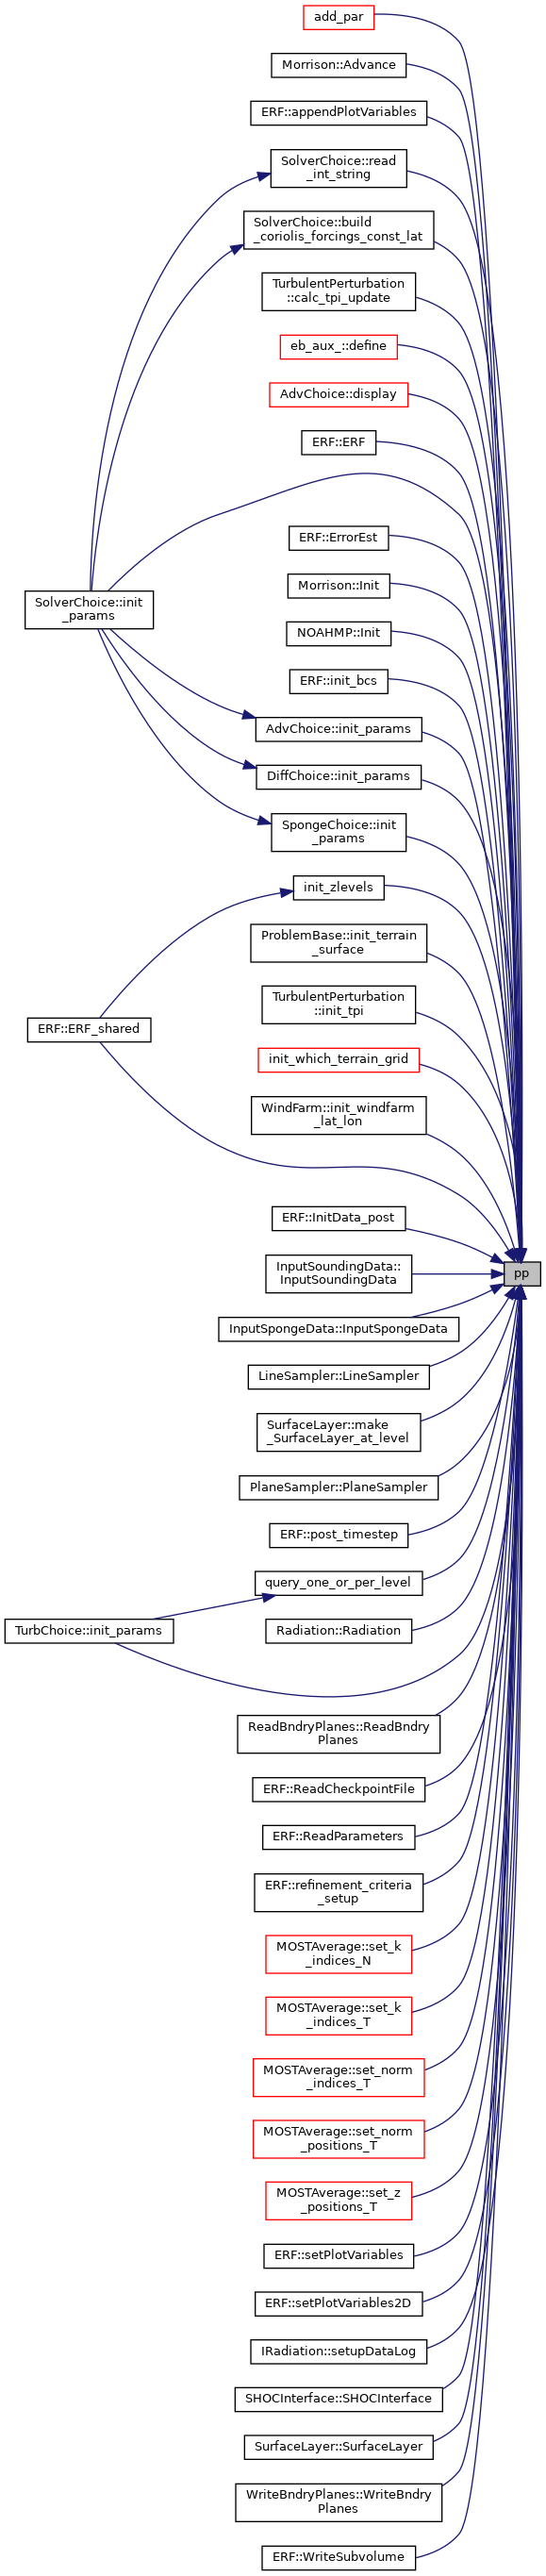 add_par
Morrison::Advance
ERF::appendPlotVariables
SolverChoice::read
_int_string
SolverChoice::build
_coriolis_forcings_const_lat
TurbulentPerturbation
::calc_tpi_update
eb_aux_::define
AdvChoice::display
ERF::ERF
ERF::ErrorEst
Morrison::Init
SolverChoice::init
_params
NOAHMP::Init
ERF::init_bcs
AdvChoice::init_params
DiffChoice::init_params
SpongeChoice::init
_params
init_zlevels
ProblemBase::init_terrain
_surface
TurbulentPerturbation
::init_tpi
ERF::ERF_shared
init_which_terrain_grid
WindFarm::init_windfarm
_lat_lon
ERF::InitData_post
InputSoundingData::
InputSoundingData
pp
InputSpongeData::InputSpongeData
LineSampler::LineSampler
SurfaceLayer::make
_SurfaceLayer_at_level
PlaneSampler::PlaneSampler
ERF::post_timestep
query_one_or_per_level
TurbChoice::init_params
Radiation::Radiation
ReadBndryPlanes::ReadBndry
Planes
ERF::ReadCheckpointFile
ERF::ReadParameters
ERF::refinement_criteria
_setup
MOSTAverage::set_k
_indices_N
MOSTAverage::set_k
_indices_T
MOSTAverage::set_norm
_indices_T
MOSTAverage::set_norm
_positions_T
MOSTAverage::set_z
_positions_T
ERF::setPlotVariables
ERF::setPlotVariables2D
IRadiation::setupDataLog
SHOCInterface::SHOCInterface
SurfaceLayer::SurfaceLayer
WriteBndryPlanes::WriteBndry
Planes
ERF::WriteSubvolume